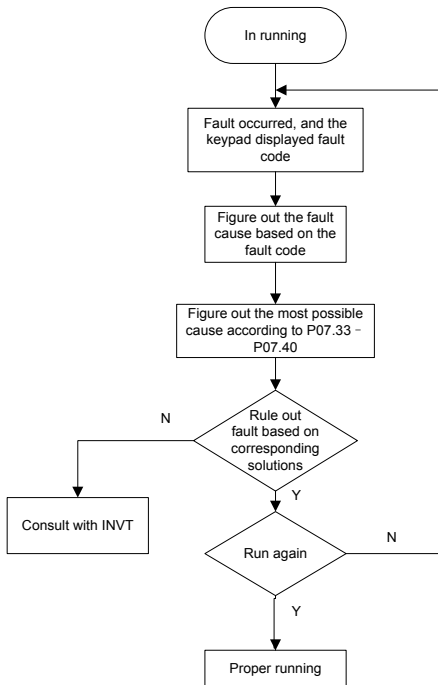 In running
Fault occurred, and the
keypad displayed fault
code
Figure out the fault
cause based on the
fault code
Figure out the most possible
cause according to P07.33﹣
P07.40
N
Rule out
fault based on
corresponding
solutions
Y
Consult with INVT
Run again
N
Y
Proper running